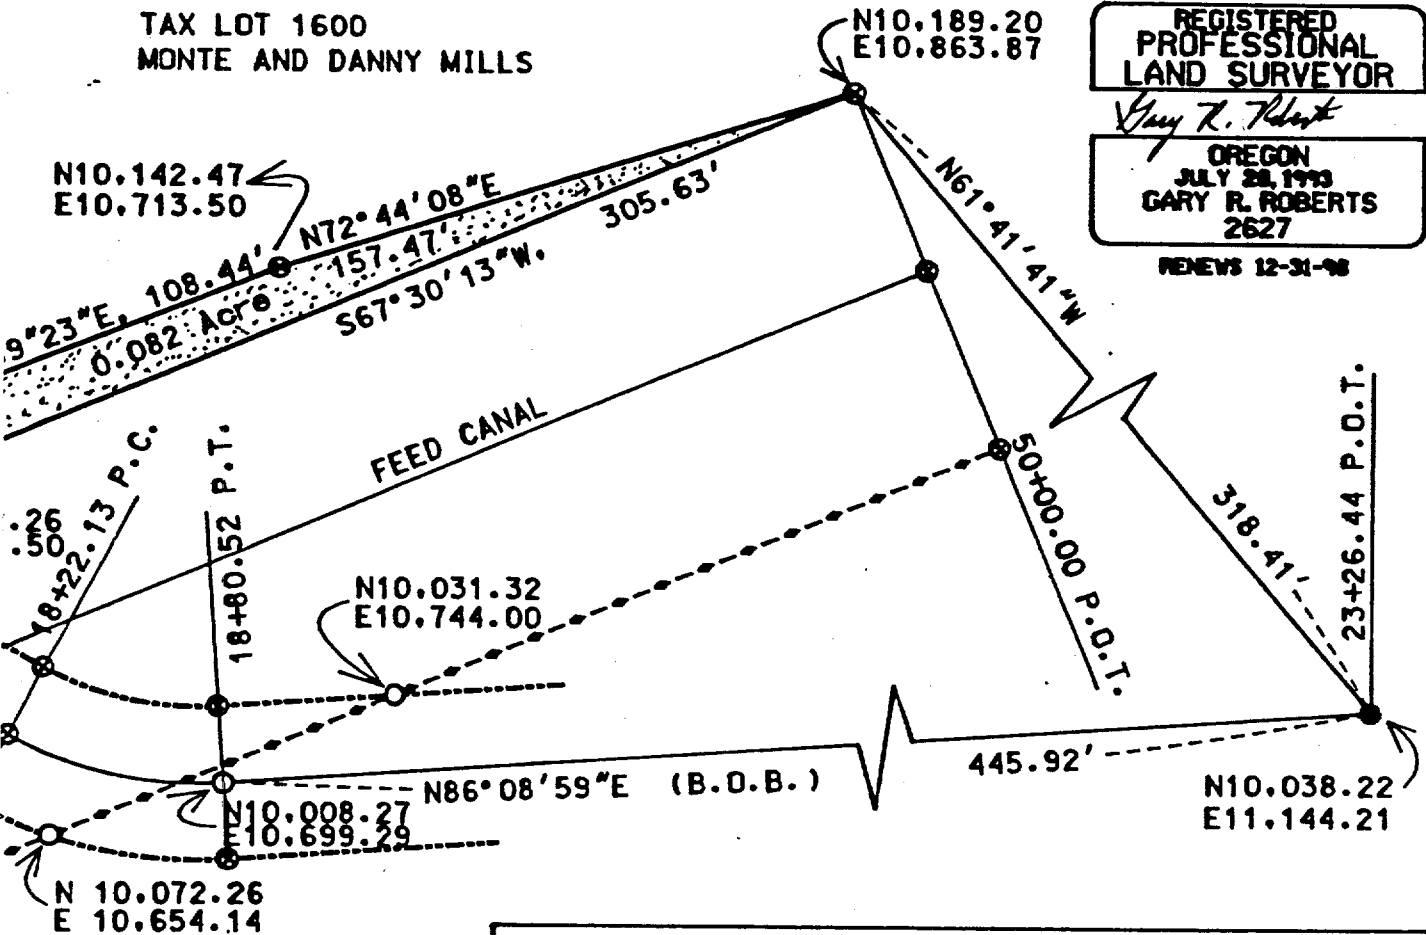 TAX LOT 1600
MONTE AND DANNY MILLS
N10,189.20
E10,863.87
REGISTERED
PROFESSIONAL
LAND SURVEYOR
Gary R. Roberts
OREGON
JULY 20, 1993
GARY R. ROBERTS
2627
RENEWS 12-31-98
N10,142.47
E10,713.50
N72°44'08"E
157.47'
305.63'
S67°30'13"W.
9"23"E, 108.44'
0.082 Acre
N61°41'41"W
318.41'
FEED CANAL
50+00.00 P.O.T.
23+26.44 P.O.T.
18+22.13 P.C.
18+80.52 P.T.
.26
.50
N10,031.32
E10,744.00
N86°08'59"E (B.O.B.)
445.92'
N10,038.22
E11,144.21
N10,008.27
E10,699.29
N 10,072.26
E 10,654.14